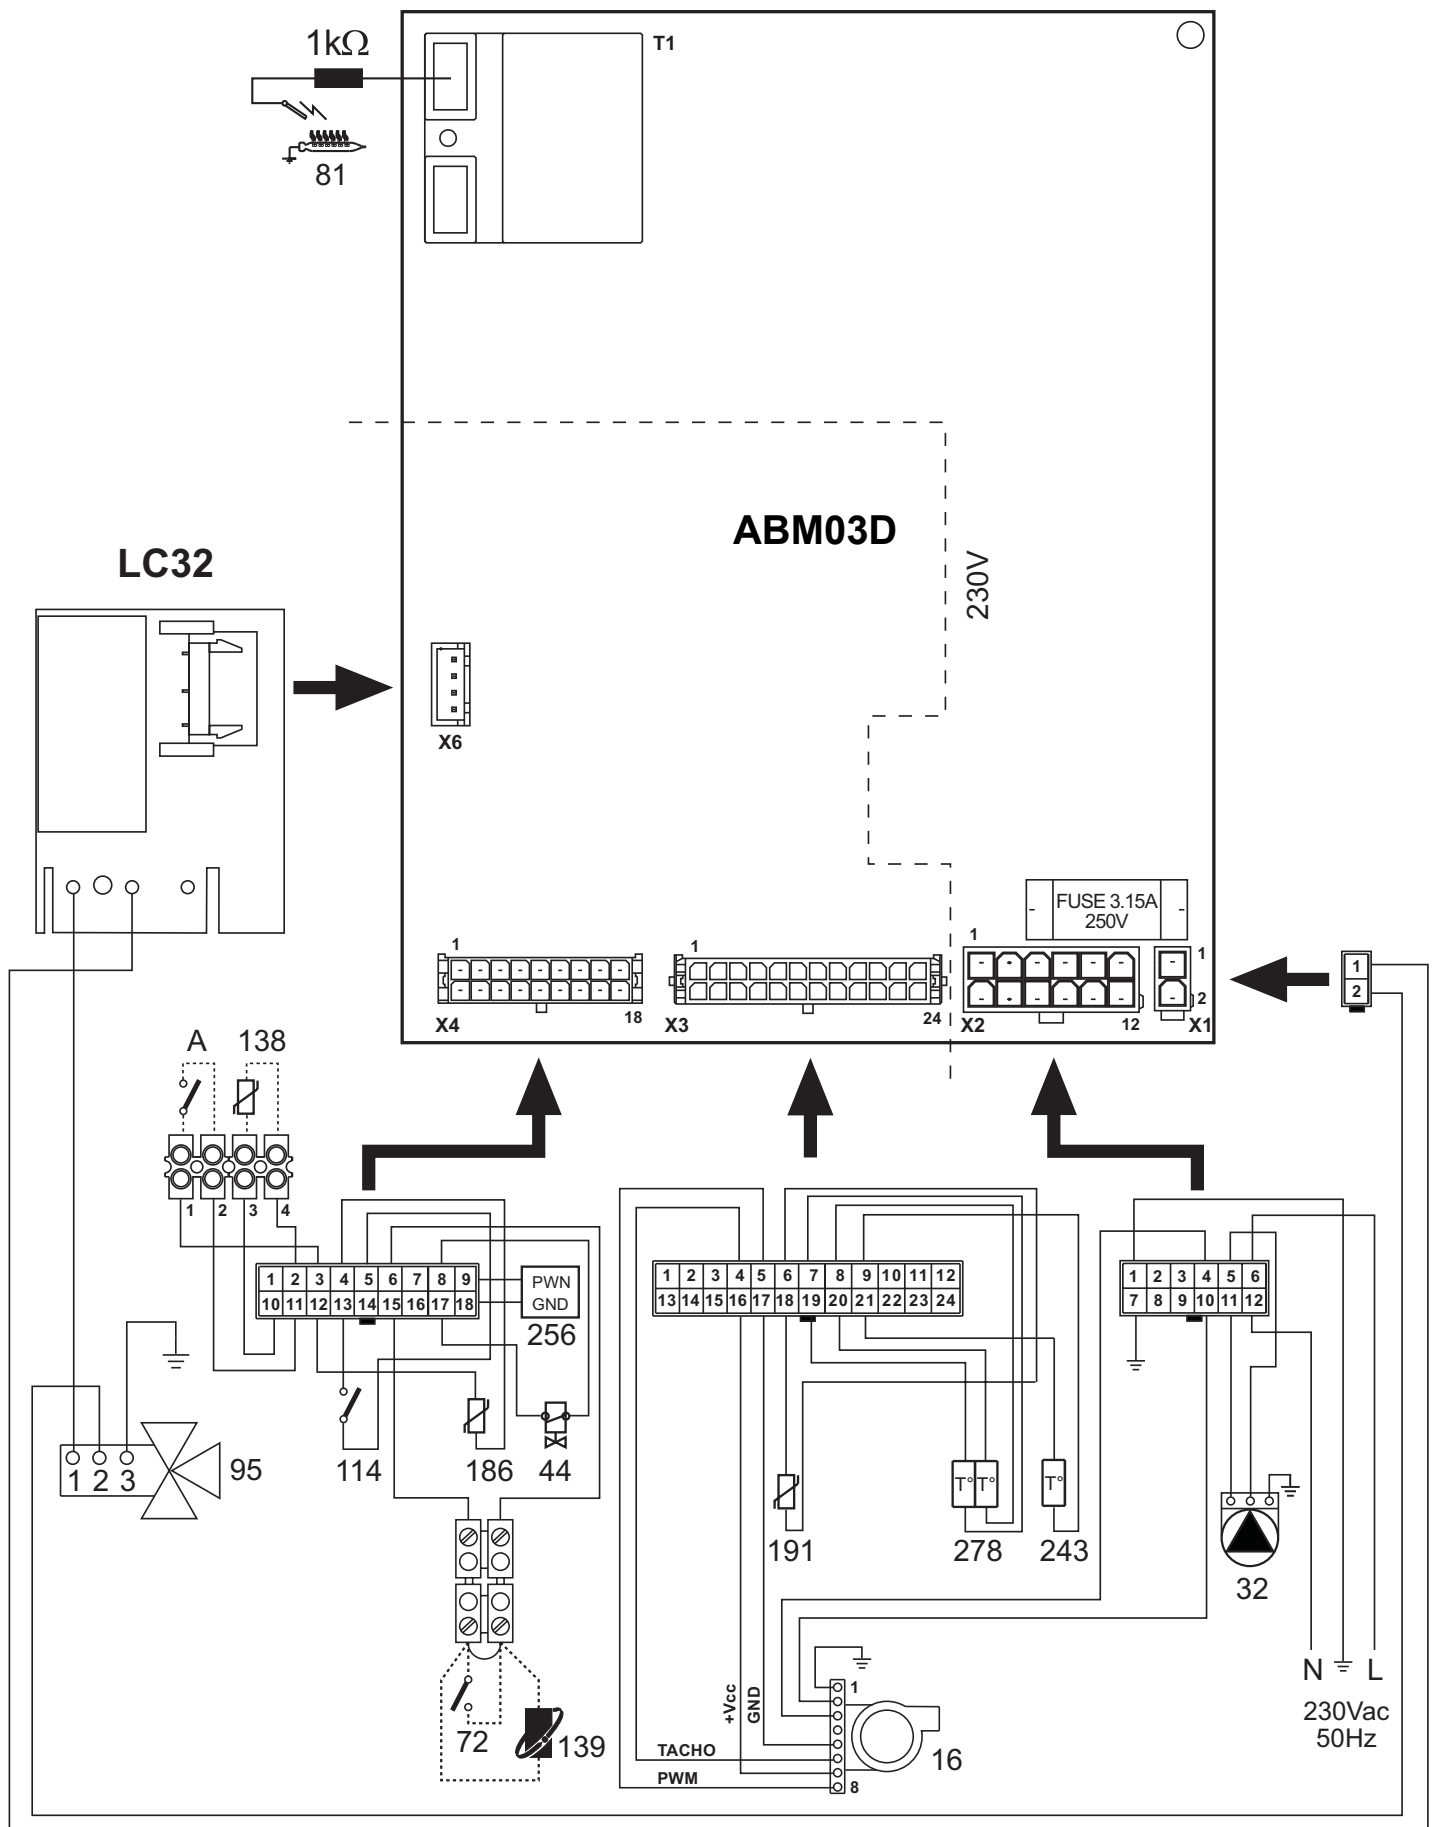 1kΩ
T1
81
ABM03D
230V
LC32
X6
FUSE 3.15A
250V
1
1
1
1
2
X4
18
X3
24
X2
12
X1
1
2
A
138
1
2
3
4
1 2 3 4 5 6 7 8 9
10 11 12 13 14 15 16 17 18
PWN
GND
256
1 2 3 4 5 6 7 8 9 10 11 12
13 14 15 16 17 18 19 20 21 22 23 24
1 2 3 4 5 6
7 8 9 10 11 12
1 2 3
95
114
186
44
T°
T°
T°
191
278
243
32
N
L
230Vac
50Hz
+Vcc
GND
TACHO
PWM
1
8
16
72
139